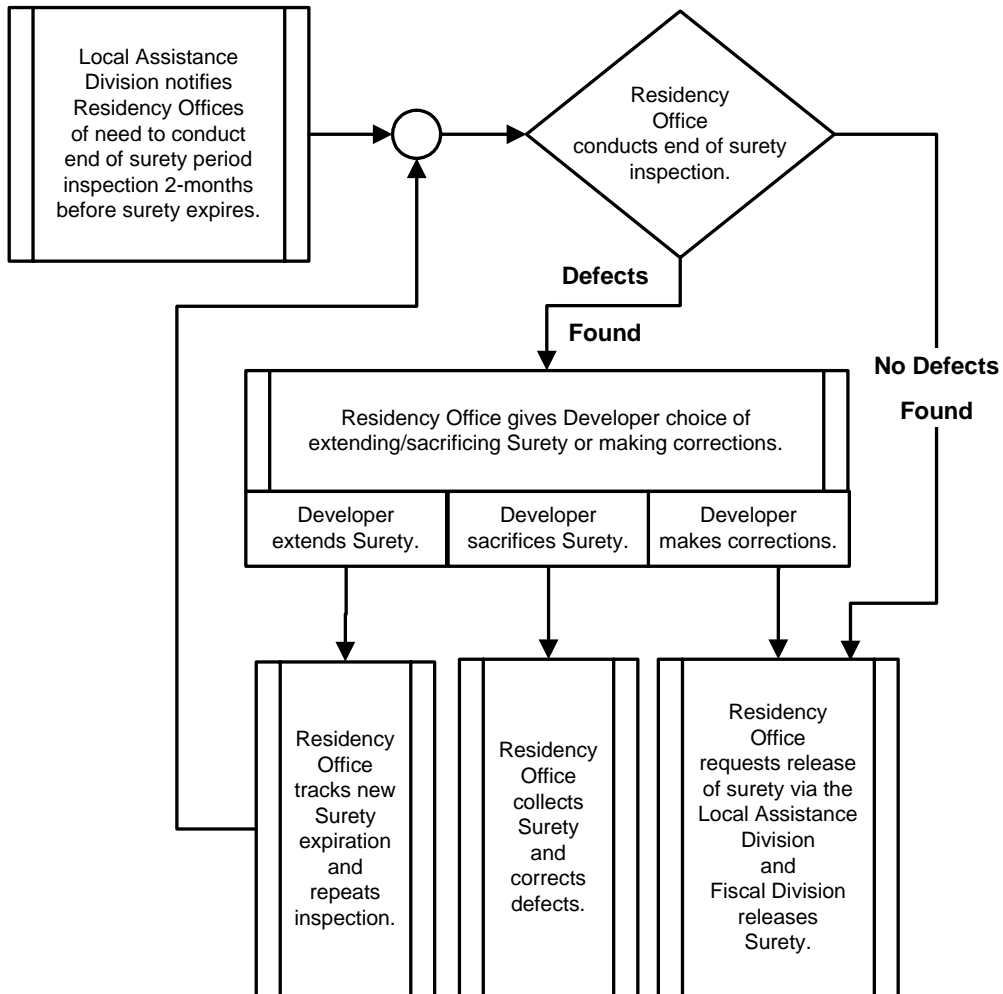 Local Assistance
Division notifies
Residency Offices
of need to conduct
end of surety period
inspection 2-months
before surety expires.
Residency
Office
conducts end of surety
inspection.
Defects
Found
No Defects
Found
Residency Office gives Developer choice of
extending/sacrificing Surety or making corrections.
Developer
extends Surety.
Developer
sacrifices Surety.
Developer
makes corrections.
Residency
Office
tracks new
Surety
expiration
and
repeats
inspection.
Residency
Office
collects
Surety
and
corrects
defects.
Residency
Office
requests release
of surety via the
Local Assistance
Division
and
Fiscal Division
releases
Surety.